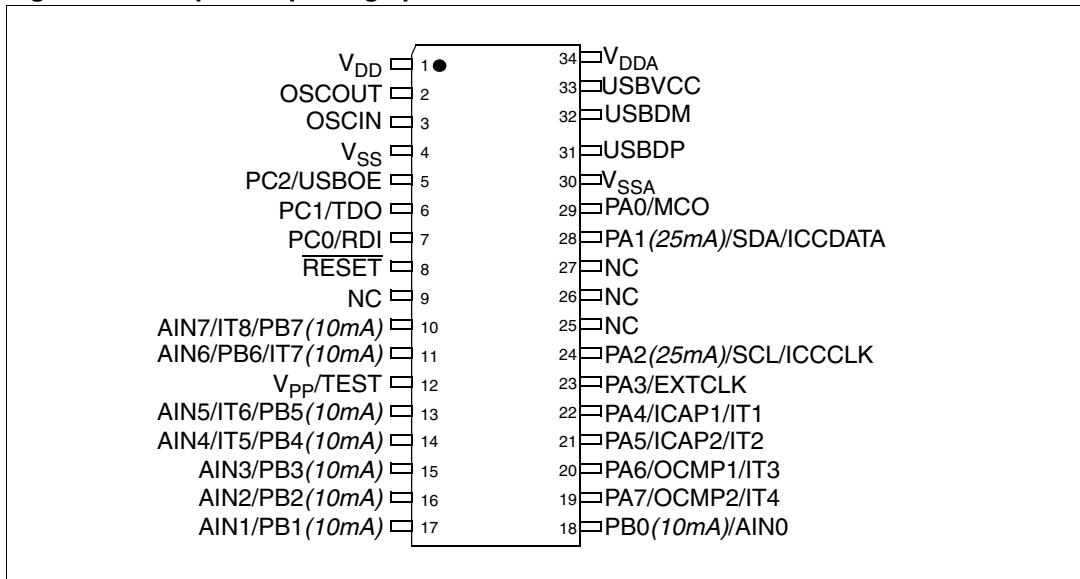 V_DD 1
OSCOUT 2
OSCIN 3
V_SS 4
PC2/USBOE 5
PC1/TDO 6
PC0/RDI 7
RESET 8
NC 9
AIN7/IT8/PB7(10mA) 10
AIN6/PB6/IT7(10mA) 11
V_PP/TEST 12
AIN5/IT6/PB5(10mA) 13
AIN4/IT5/PB4(10mA) 14
AIN3/PB3(10mA) 15
AIN2/PB2(10mA) 16
AIN1/PB1(10mA) 17
34 V_DDA
33 USBVCC
32 USBDM
31 USBDP
30 V_SSA
29 PA0/MCO
28 PA1(25mA)/SDA/ICCDATA
27 NC
26 NC
25 NC
24 PA2(25mA)/SCL/ICCCLK
23 PA3/EXTCLK
22 PA4/ICAP1/IT1
21 PA5/ICAP2/IT2
20 PA6/OCMP1/IT3
19 PA7/OCMP2/IT4
18 PB0(10mA)/AIN0